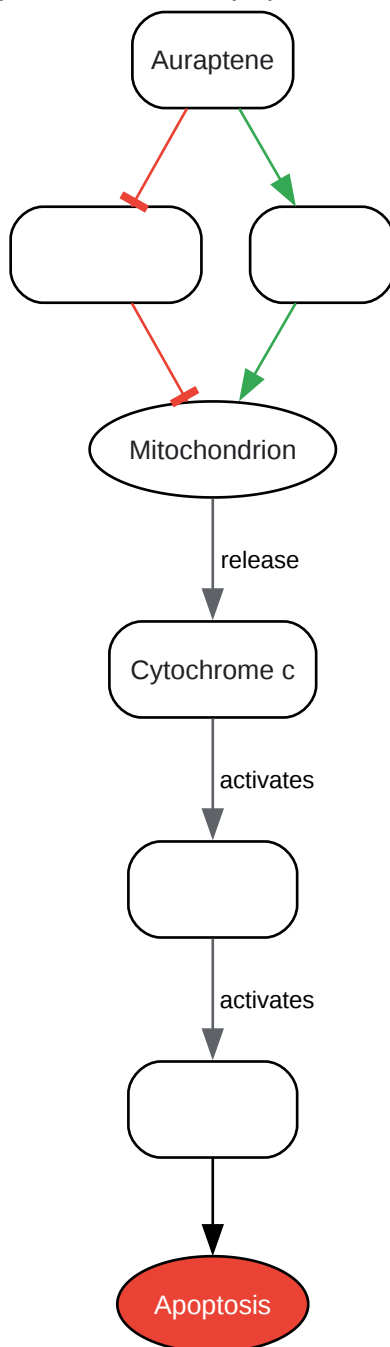 Auraptene
Mitochondrion
release
Cytochrome c
activates
activates
Apoptosis